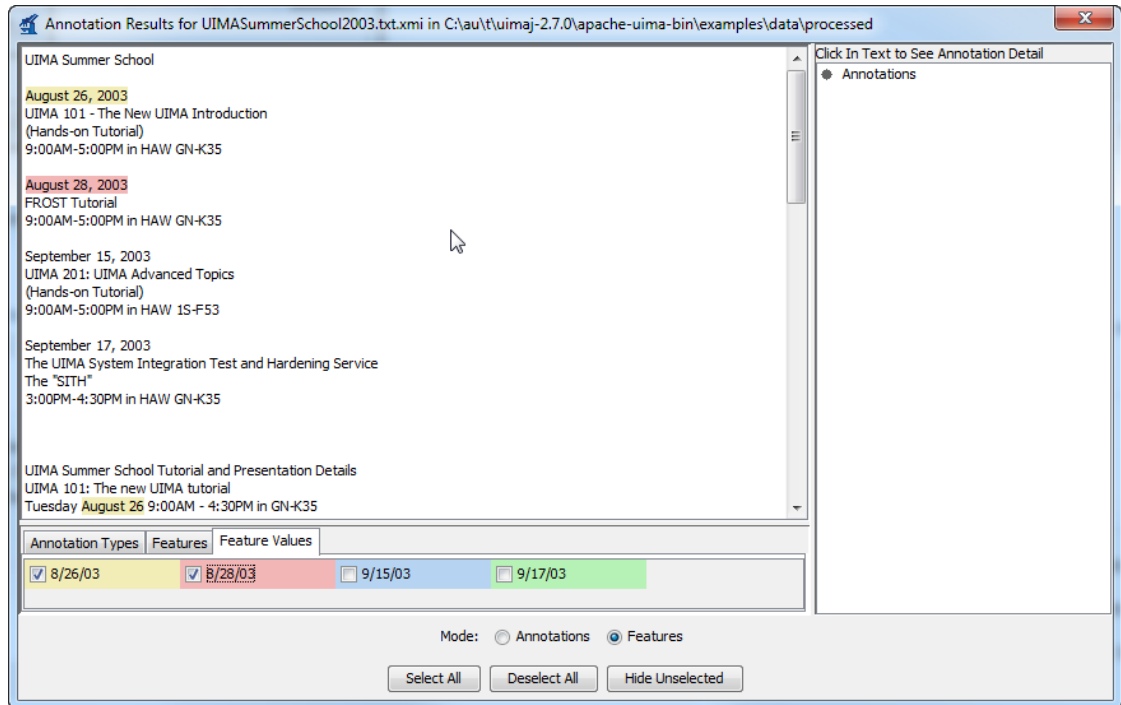 Annotation Results for UIMASummerSchool2003.txt.xmi in C:\au\t\uimaj-2.7.0\apache-uima-bin\examples\data\processed
UIMA Summer School
August 26, 2003
UIMA 101 - The New UIMA Introduction
(Hands-on Tutorial)
9:00AM-5:00PM in HAW GN-K35
August 28, 2003
FROST Tutorial
9:00AM-5:00PM in HAW GN-K35
September 15, 2003
UIMA 201: UIMA Advanced Topics
(Hands-on Tutorial)
9:00AM-5:00PM in HAW 1S-F53
September 17, 2003
The UIMA System Integration Test and Hardening Service
The "SITH"
3:00PM-4:30PM in HAW GN-K35
UIMA Summer School Tutorial and Presentation Details
UIMA 101: The new UIMA tutorial
Tuesday August 26 9:00AM - 4:30PM in GN-K35
Click In Text to See Annotation Detail
Annotations
Annotation Types Features Feature Values
8/26/03 8/28/03 9/15/03 9/17/03
Mode: Annotations Features
Select All Deselect All Hide Unselected